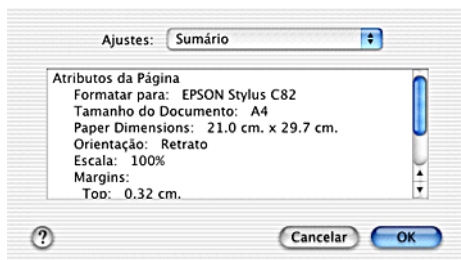 Ajustes: Sumário
Atributos da Página
Formatar para: EPSON Stylus C82
Tamanho do Documento: A4
Paper Dimensions: 21.0 cm. x 29.7 cm.
Orientação: Retrato
Escala: 100%
Margins:
Top: 0.32 cm.
?
Cancelar
OK